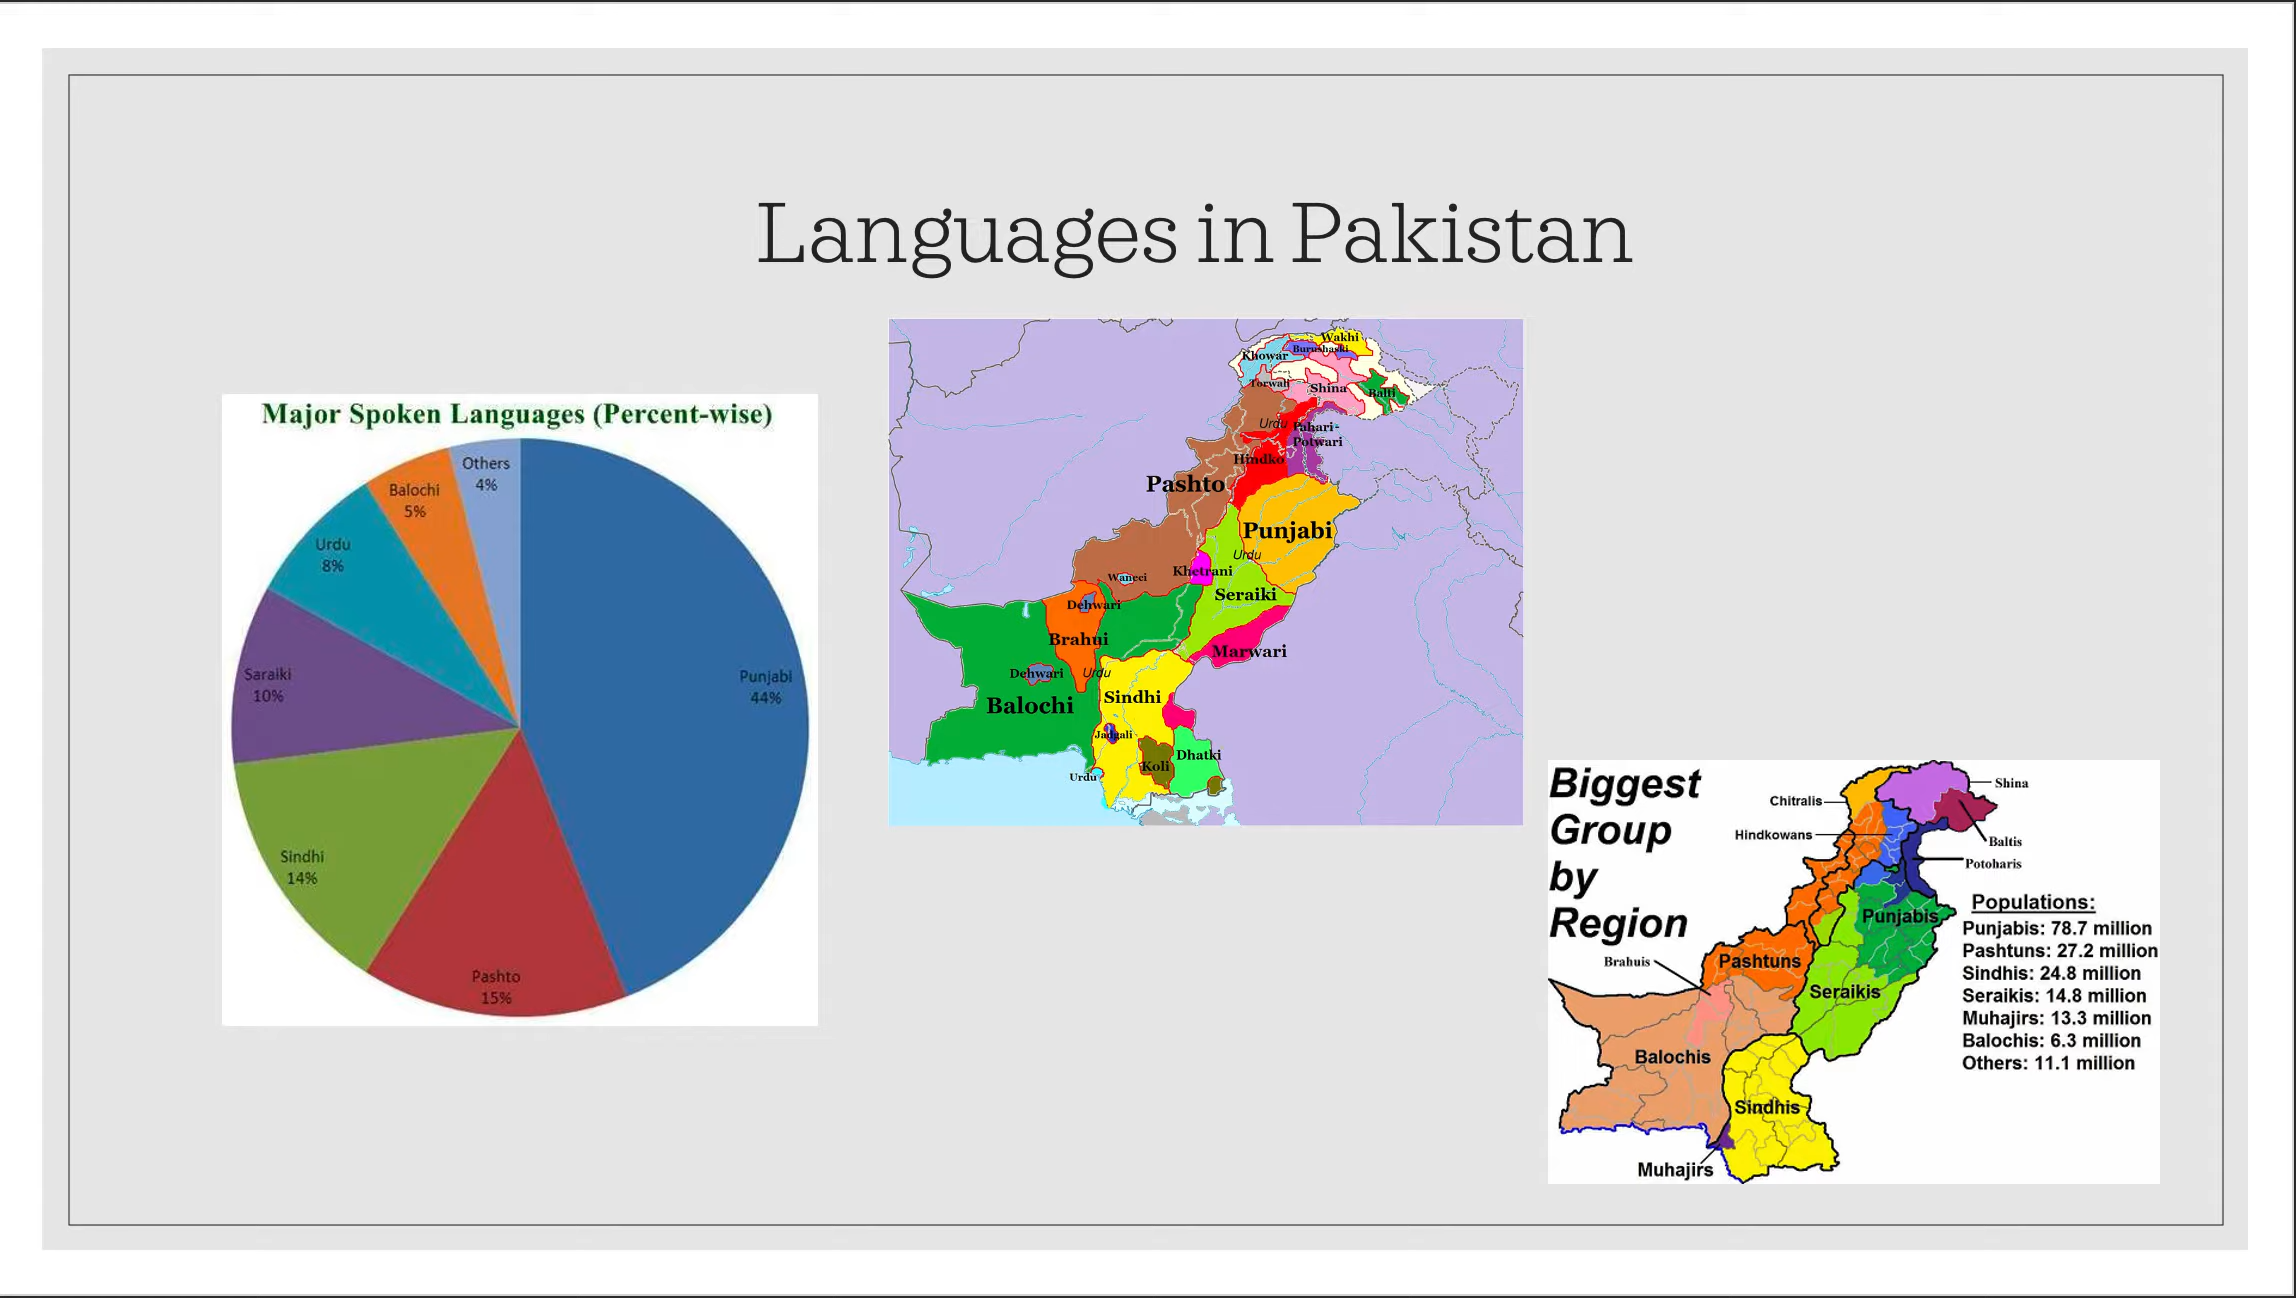 Languages in Pakistan
Major Spoken Languages (Percent-wise)
Others
4%
Balochi
5%
Urdu
8%
Saraiki
10%
Punjabi
44%
Sindhi
14%
Pashto
15%
Wakhi
Burushaski
Khowar
Torwali
Shina
Balti
Urdu
Pahari-
Potwari
Hindko
Pashto
Punjabi
Urdu
Khetrani
Waneci
Seraiki
Dehwari
Brahui
Marwari
Dehwari
Urdu
Sindhi
Balochi
Jadgali
Dhatki
Koli
Urdu
Biggest
Group
by
Region
Shina
Chitralis
Hindkowans
Baltis
Potoharis
Punjabis
Brahuis
Pashtuns
Seraikis
Balochis
Sindhis
Muhajirs
Populations:
Punjabis: 78.7 million
Pashtuns: 27.2 million
Sindhis: 24.8 million
Seraikis: 14.8 million
Muhajirs: 13.3 million
Balochis: 6.3 million
Others: 11.1 million